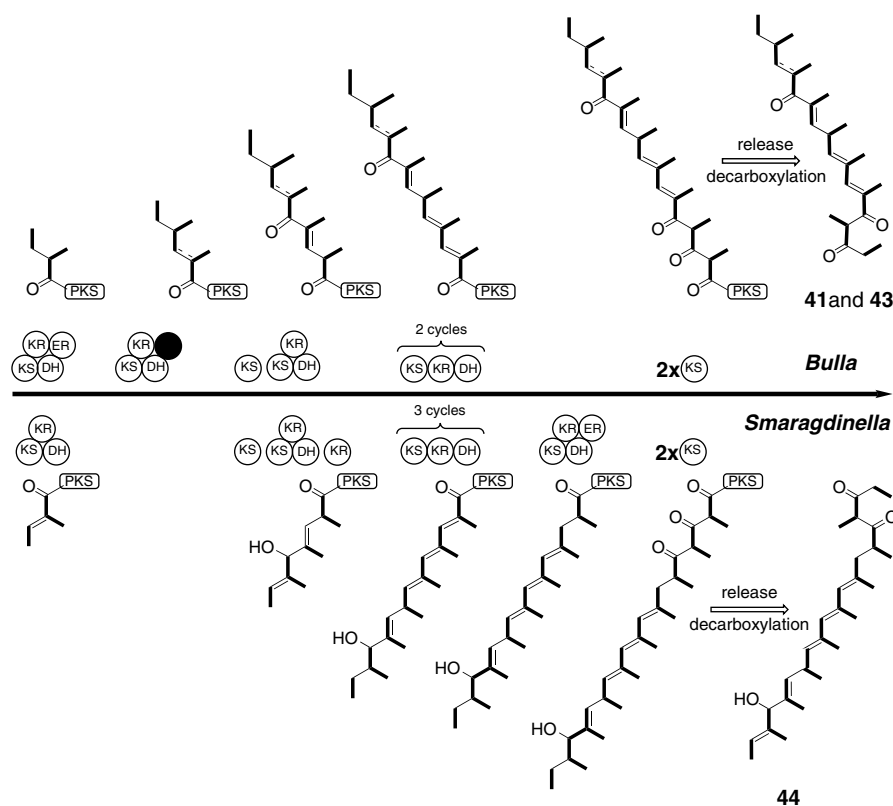 O
PKS
O
PKS
O
O
PKS
O
O
PKS
O
O
O
PKS
release
decarboxylation
O
O
O
41and 43
KR ER
KS DH
KR
KS DH
KS
KR
KS DH
2 cycles
KS KR DH
2x KS
Bulla
Smaragdinella
KR
KS DH
KS
KR
KS DH
KR
3 cycles
KS KR DH
KR ER
KS DH
2x KS
O
PKS
HO
O
PKS
HO
O
PKS
HO
O
PKS
HO
O
O
O
PKS
release
decarboxylation
O
O
HO
44